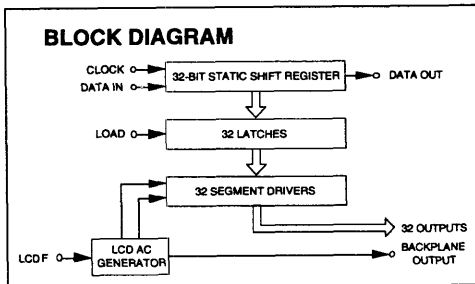 BLOCK DIAGRAM
CLOCK
32-BIT STATIC SHIFT REGISTER
DATA OUT
DATA IN
LOAD
32 LATCHES
32 SEGMENT DRIVERS
32 OUTPUTS
LCDF
LCD AC
GENERATOR
BACKPLANE
OUTPUT